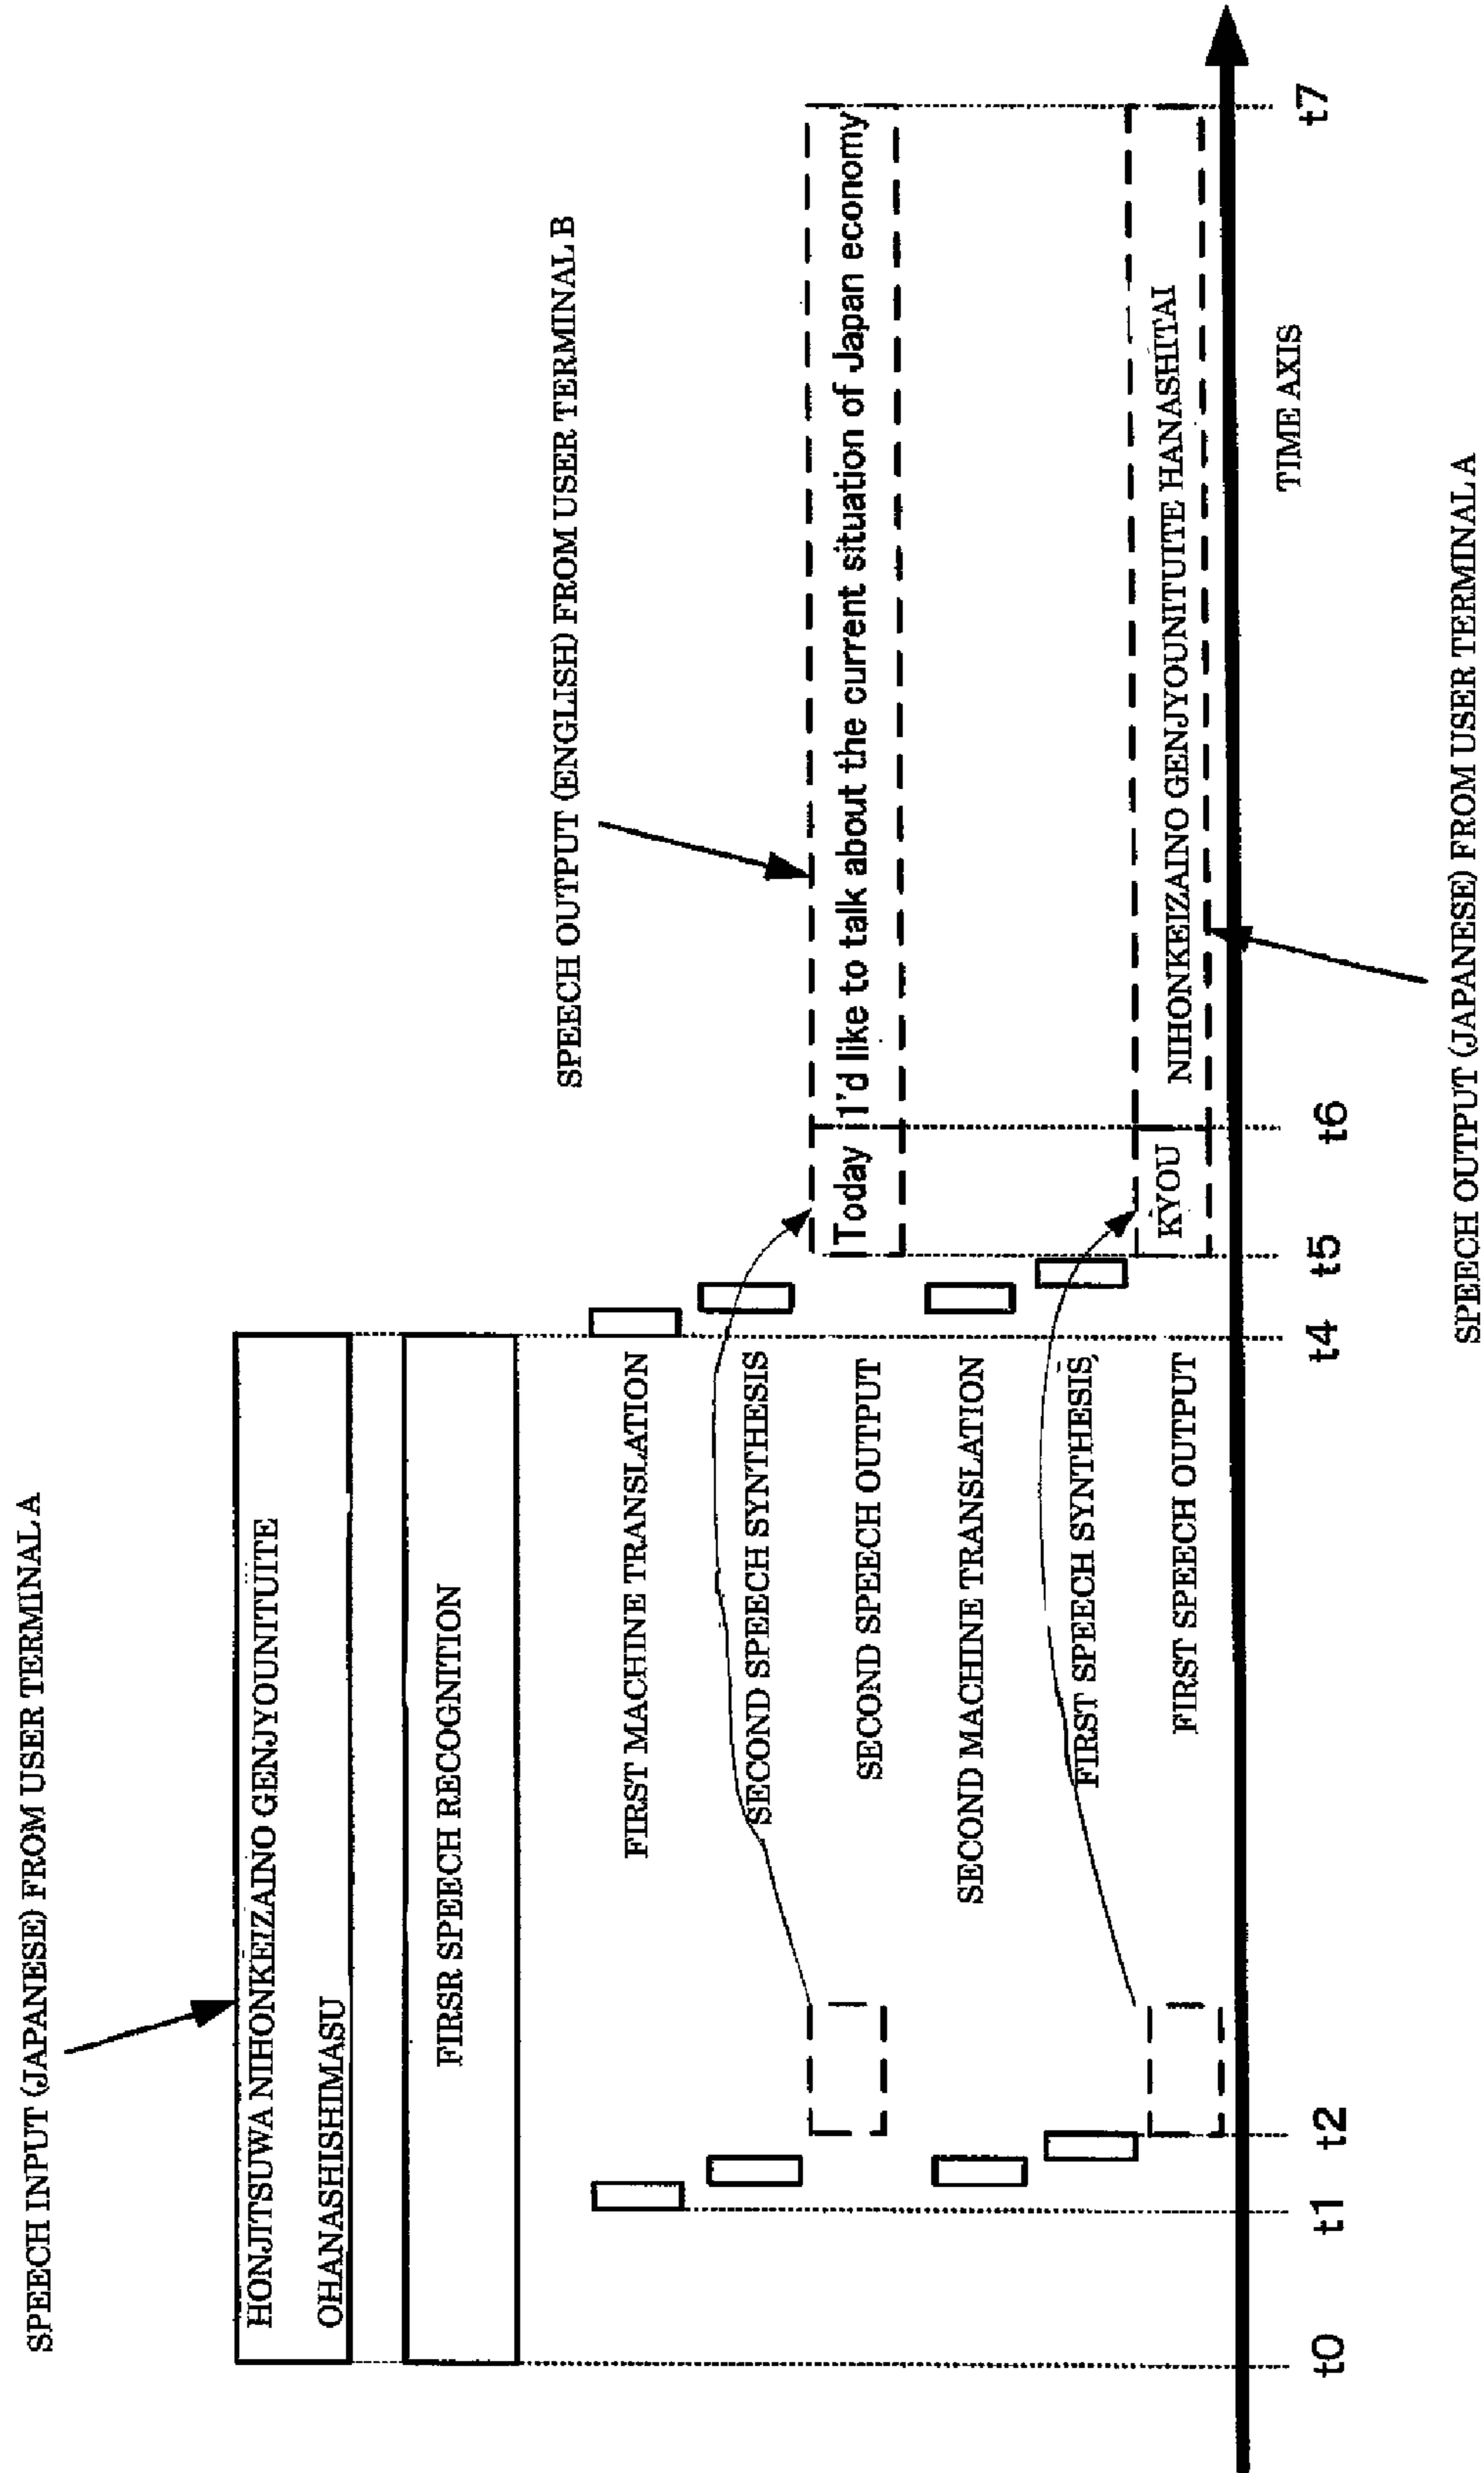 SPEECH INPUT (JAPANESE) FROM USER TERMINAL A
HONJITSUWA NIHONKEIZAINO GENJYOUNITUITE
OHANASHISHIMASU
FIRSR SPEECH RECOGNITION
FIRST MACHINE TRANSLATION
SECOND SPEECH SYNTHESIS
SPEECH OUTPUT (ENGLISH) FROM USER TERMINAL B
SECOND SPEECH OUTPUT
Today I'd like to talk about the current situation of Japan economy
SECOND MACHINE TRANSLATION
FIRST SPEECH SYNTHESIS
FIRST SPEECH OUTPUT
KYOU NIHONKEIZAINO GENJYOUNITUITE HANASHITAI
t0 t1 t2 t4 t5 t6 t7
TIME AXIS
SPEECH OUTPUT (JAPANESE) FROM USER TERMINAL A